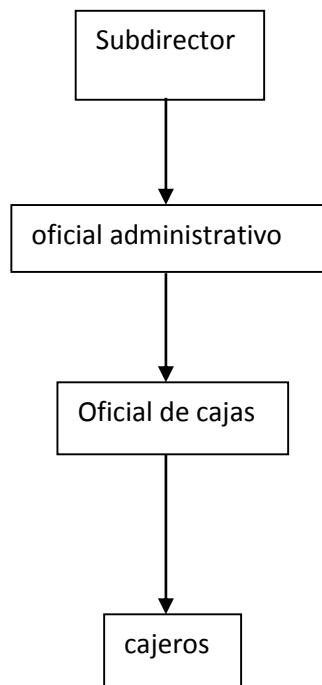 Subdirector
oficial administrativo
Oficial de cajas
cajeros